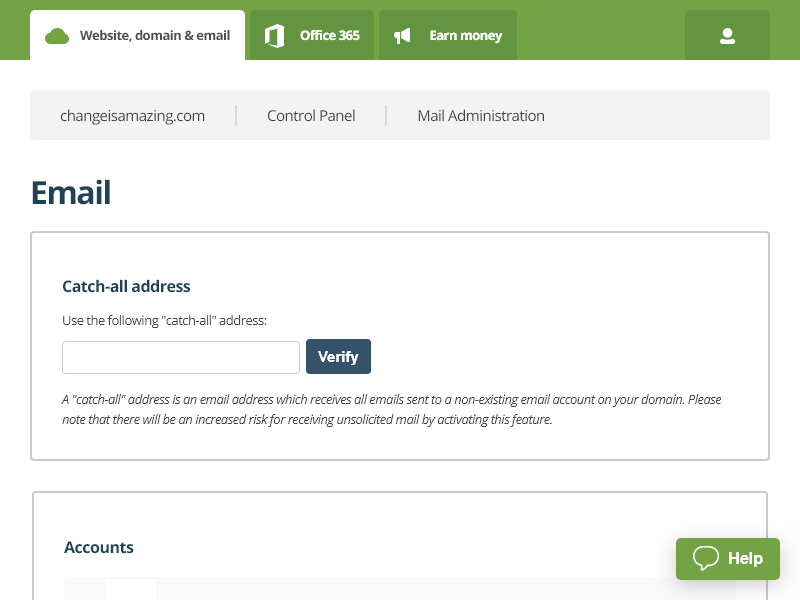 Website, domain & email
Office 365
Earn money
changeisamazing.com
Control Panel
Mail Administration
Email
Catch-all address
Use the following "catch-all" address:
Verify
A "catch-all" address is an email address which receives all emails sent to a non-existing email account on your domain. Please
note that there will be an increased risk for receiving unsolicited mail by activating this feature.
Accounts
Help